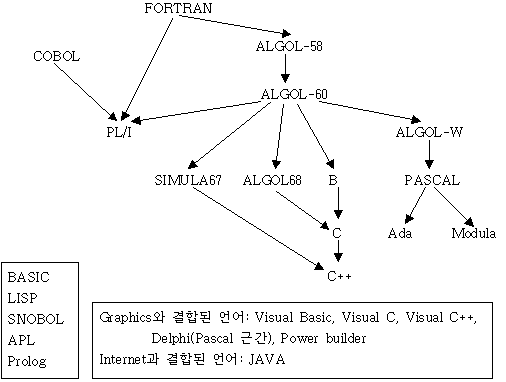 FORTRAN
ALGOL-58
COBOL
ALGOL-60
PL/I
ALGOL-W
SIMULA67
ALGOL68
B
PASCAL
C
Ada
Modula
C++
BASIC
LISP
SNOBOL
APL
Prolog
Graphics와 결합된 언어: Visual Basic, Visual C, Visual C++,
Delphi(Pascal 근간), Power builder
Internet과 결합된 언어: JAVA